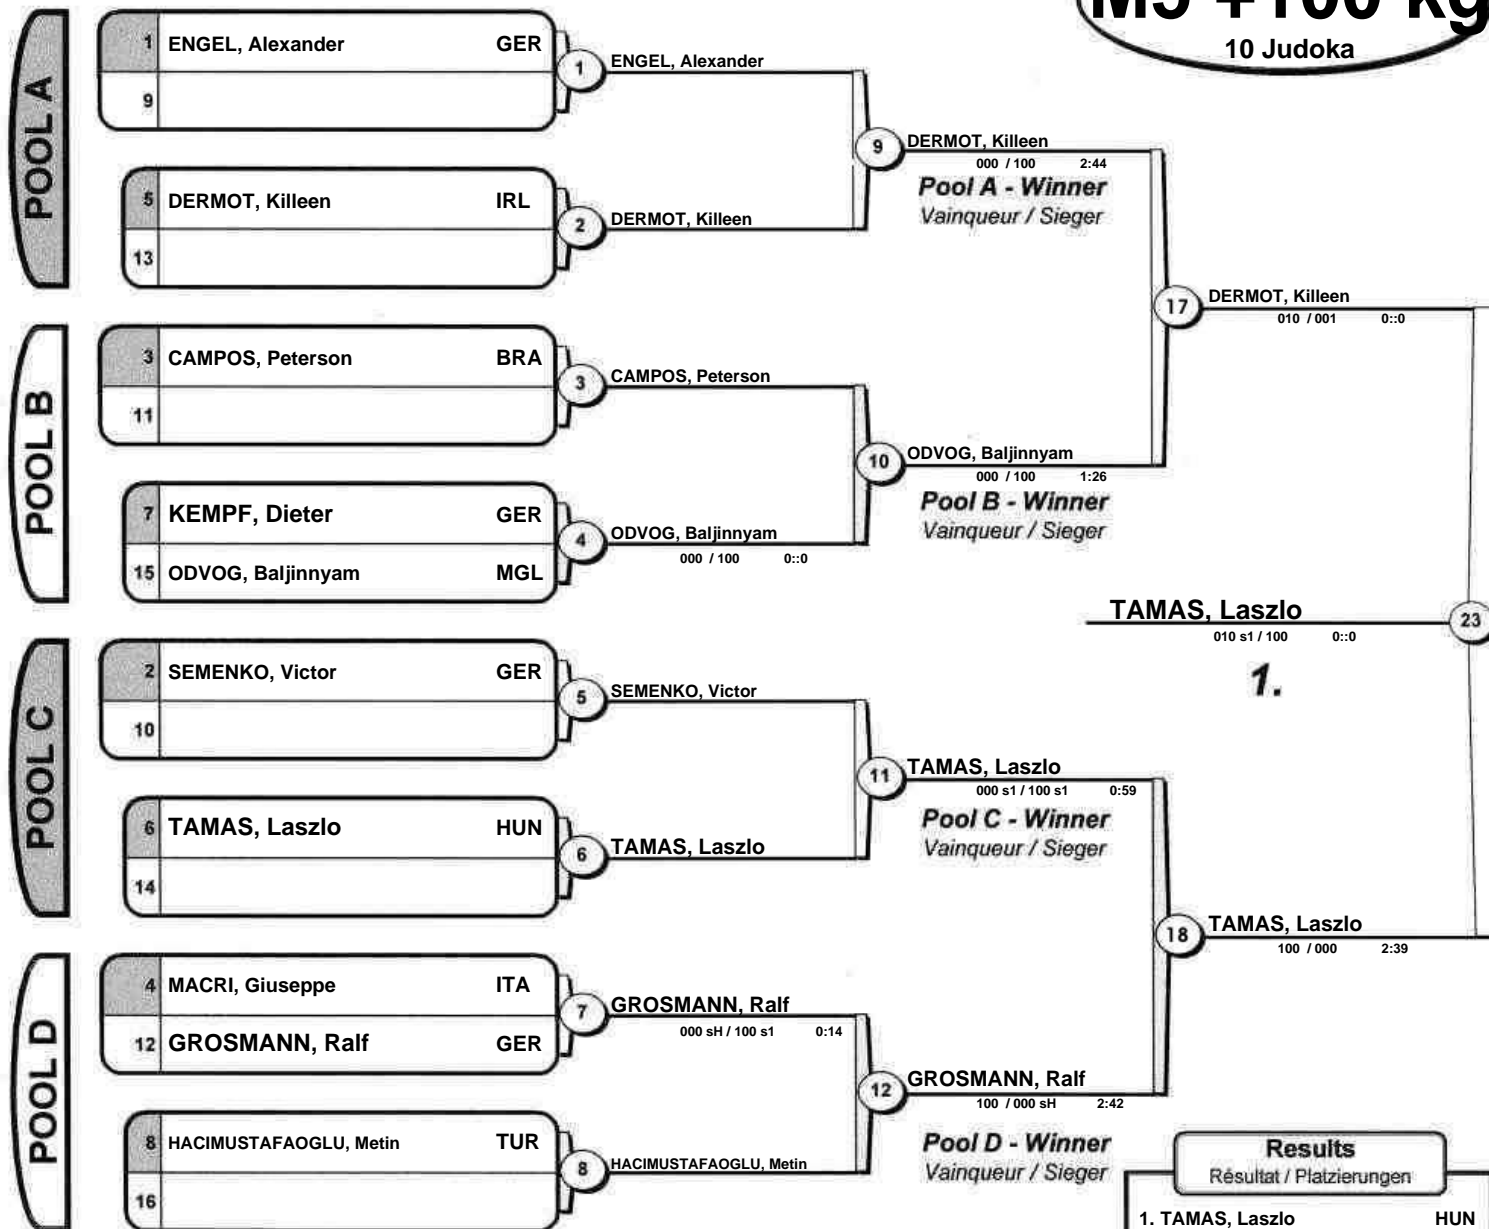 M5 +100 kg
10 Judoka
POOL A
1 ENGEL, Alexander GER
9
1 ENGEL, Alexander
5 DERMOT, Killeen IRL
13
2 DERMOT, Killeen
9 DERMOT, Killeen
000 / 100 2:44
Pool A - Winner
Vainqueur / Sieger
POOL B
3 CAMPOS, Peterson BRA
11
3 CAMPOS, Peterson
7 KEMPF, Dieter GER
15 ODVOG, Baljinnyam MGL
4 ODVOG, Baljinnyam
000 / 100 0::0
10 ODVOG, Baljinnyam
000 / 100 1:26
Pool B - Winner
Vainqueur / Sieger
17 DERMOT, Killeen
010 / 001 0::0
TAMAS, Laszlo 23
010 s1 / 100 0::0
1.
POOL C
2 SEMENKO, Victor GER
10
5 SEMENKO, Victor
6 TAMAS, Laszlo HUN
14
6 TAMAS, Laszlo
11 TAMAS, Laszlo
000 s1 / 100 s1 0:59
Pool C - Winner
Vainqueur / Sieger
18 TAMAS, Laszlo
100 / 000 2:39
POOL D
4 MACRI, Giuseppe ITA
12 GROSMANN, Ralf GER
7 GROSMANN, Ralf
000 sH / 100 s1 0:14
8 HACIMUSTAFAOGLU, Metin TUR
16
8 HACIMUSTAFAOGLU, Metin
12 GROSMANN, Ralf
100 / 000 sH 2:42
Pool D - Winner
Vainqueur / Sieger
Results
Résultat / Platzierungen
1. TAMAS, Laszlo HUN